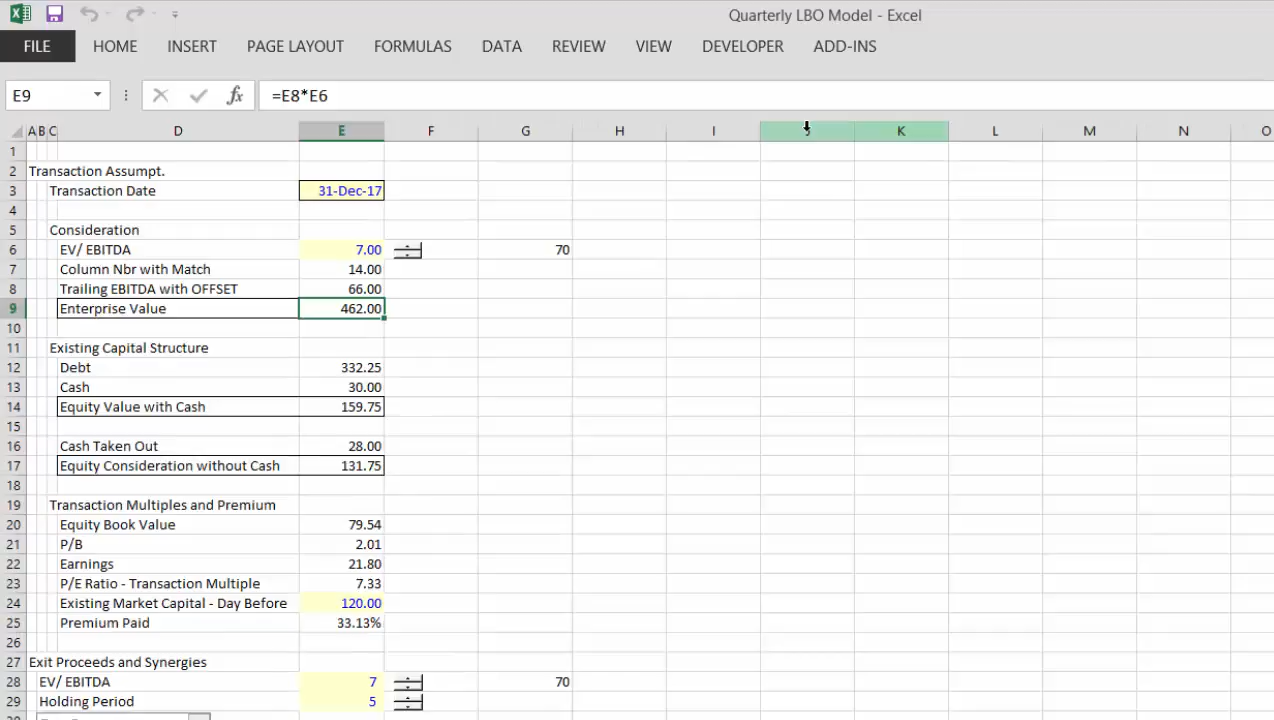 Quarterly LBO Model - Excel
FILE HOME INSERT PAGE LAYOUT FORMULAS DATA REVIEW VIEW DEVELOPER ADD-INS
E9 fx =E8*E6
A B C D E F G H I J K L M N O
1
2 Transaction Assumpt.
3 Transaction Date 31-Dec-17
4
5 Consideration
6 EV/ EBITDA 7.00 70
7 Column Nbr with Match 14.00
8 Trailing EBITDA with OFFSET 66.00
9 Enterprise Value 462.00
10
11 Existing Capital Structure
12 Debt 332.25
13 Cash 30.00
14 Equity Value with Cash 159.75
15
16 Cash Taken Out 28.00
17 Equity Consideration without Cash 131.75
18
19 Transaction Multiples and Premium
20 Equity Book Value 79.54
21 P/B 2.01
22 Earnings 21.80
23 P/E Ratio - Transaction Multiple 7.33
24 Existing Market Capital - Day Before 120.00
25 Premium Paid 33.13%
26
27 Exit Proceeds and Synergies
28 EV/ EBITDA 7 70
29 Holding Period 5